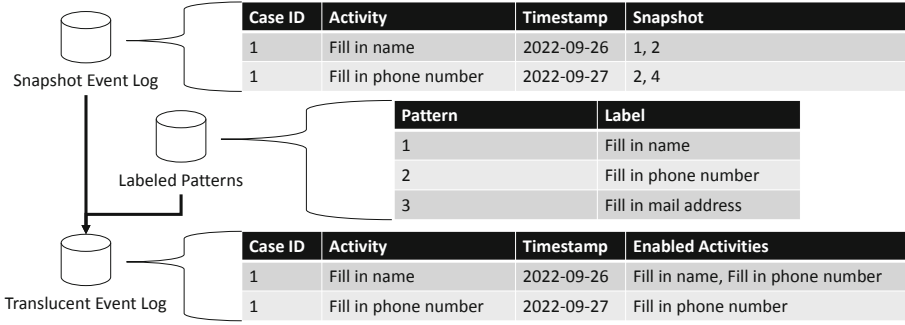 Case ID Activity Timestamp Snapshot
1 Fill in name 2022-09-26 1, 2
1 Fill in phone number 2022-09-27 2, 4
Snapshot Event Log
Pattern Label
1 Fill in name
2 Fill in phone number
3 Fill in mail address
Labeled Patterns
Case ID Activity Timestamp Enabled Activities
1 Fill in name 2022-09-26 Fill in name, Fill in phone number
1 Fill in phone number 2022-09-27 Fill in phone number
Translucent Event Log